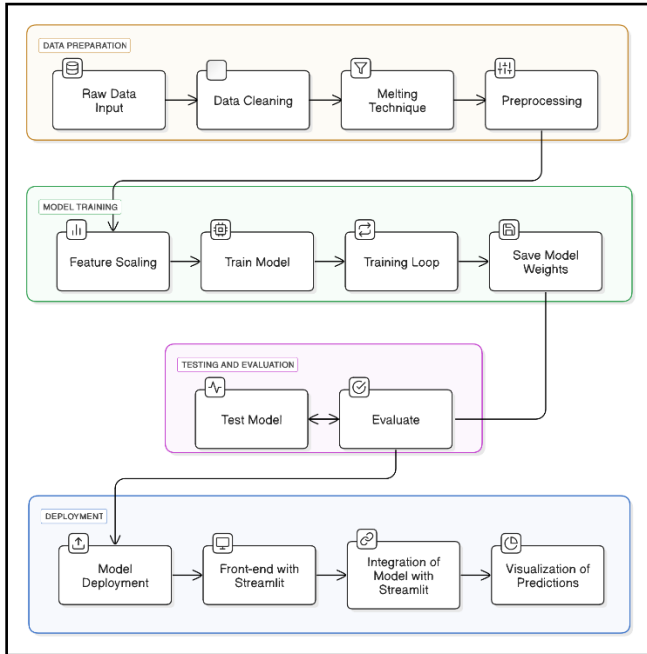 DATA PREPARATION
Raw Data
Input
Data Cleaning
Melting
Technique
Preprocessing
MODEL TRAINING
Feature Scaling
Train Model
Training Loop
Save Model
Weights
TESTING AND EVALUATION
Test Model
Evaluate
DEPLOYMENT
Model
Deployment
Front-end with
Streamlit
Integration of
Model with
Streamlit
Visualization of
Predictions